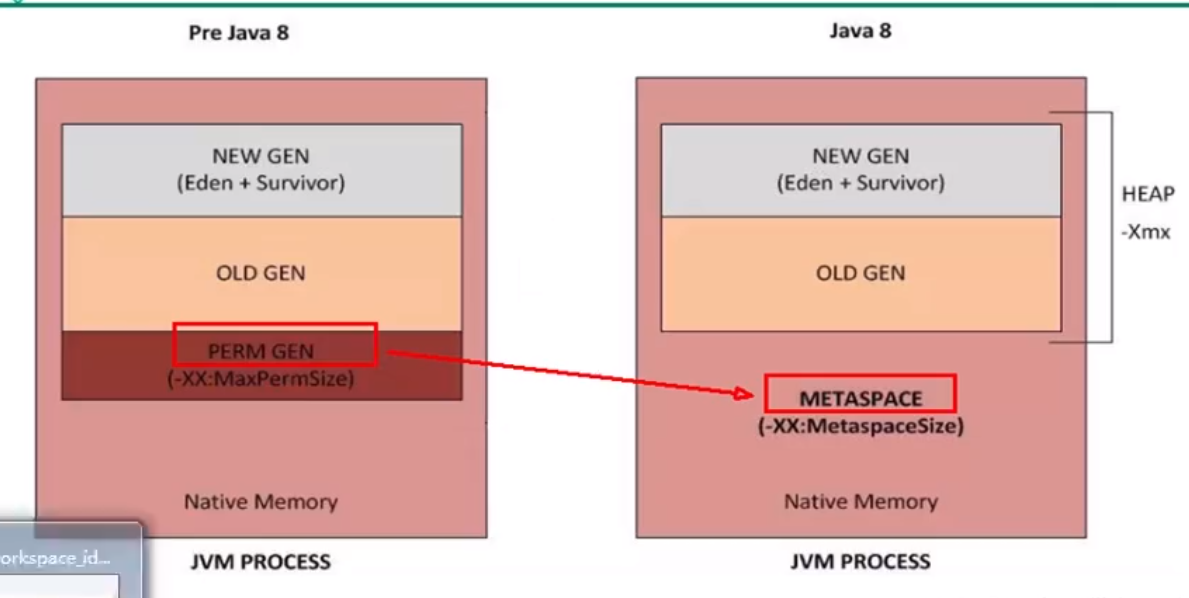 Pre Java 8
NEW GEN
(Eden + Survivor)
OLD GEN
PERM GEN
(-XX:MaxPermSize)
Native Memory
JVM PROCESS
Java 8
NEW GEN
(Eden + Survivor)
OLD GEN
HEAP
-Xmx
METASPACE
(-XX:MetaspaceSize)
Native Memory
JVM PROCESS
orkspace_id...